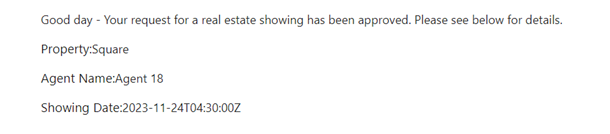 Good day - Your request for a real estate showing has been approved. Please see below for details.
Property:Square
Agent Name:Agent 18
Showing Date:2023-11-24T04:30:00Z